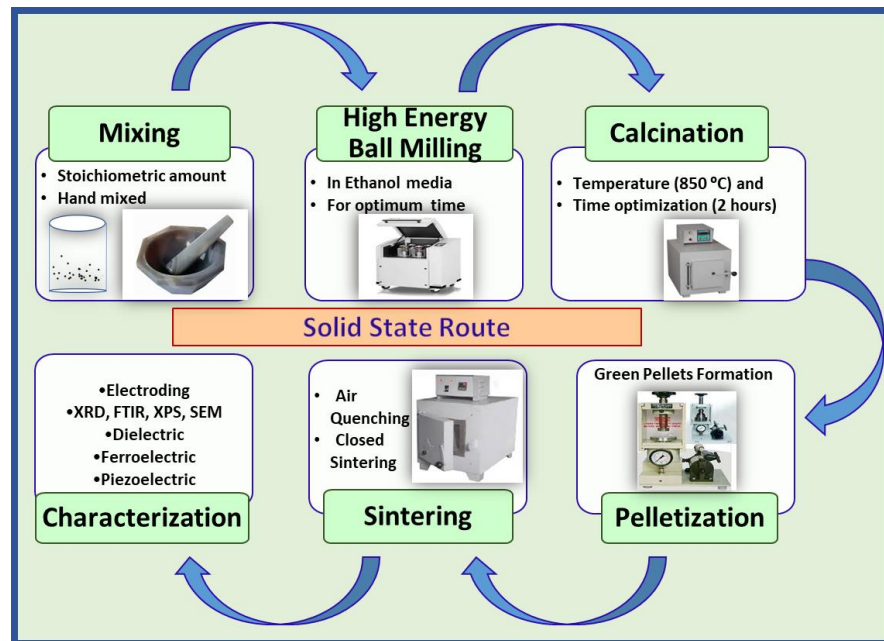 Mixing
• Stoichiometric amount
• Hand mixed
High Energy
Ball Milling
• In Ethanol media
• For optimum time
Calcination
• Temperature (850 ºC) and
• Time optimization (2 hours)
Solid State Route
Green Pellets Formation
Pelletization
• Air
Quenching
• Closed
Sintering
Sintering
•Electroding
•XRD, FTIR, XPS, SEM
•Dielectric
•Ferroelectric
•Piezoelectric
Characterization